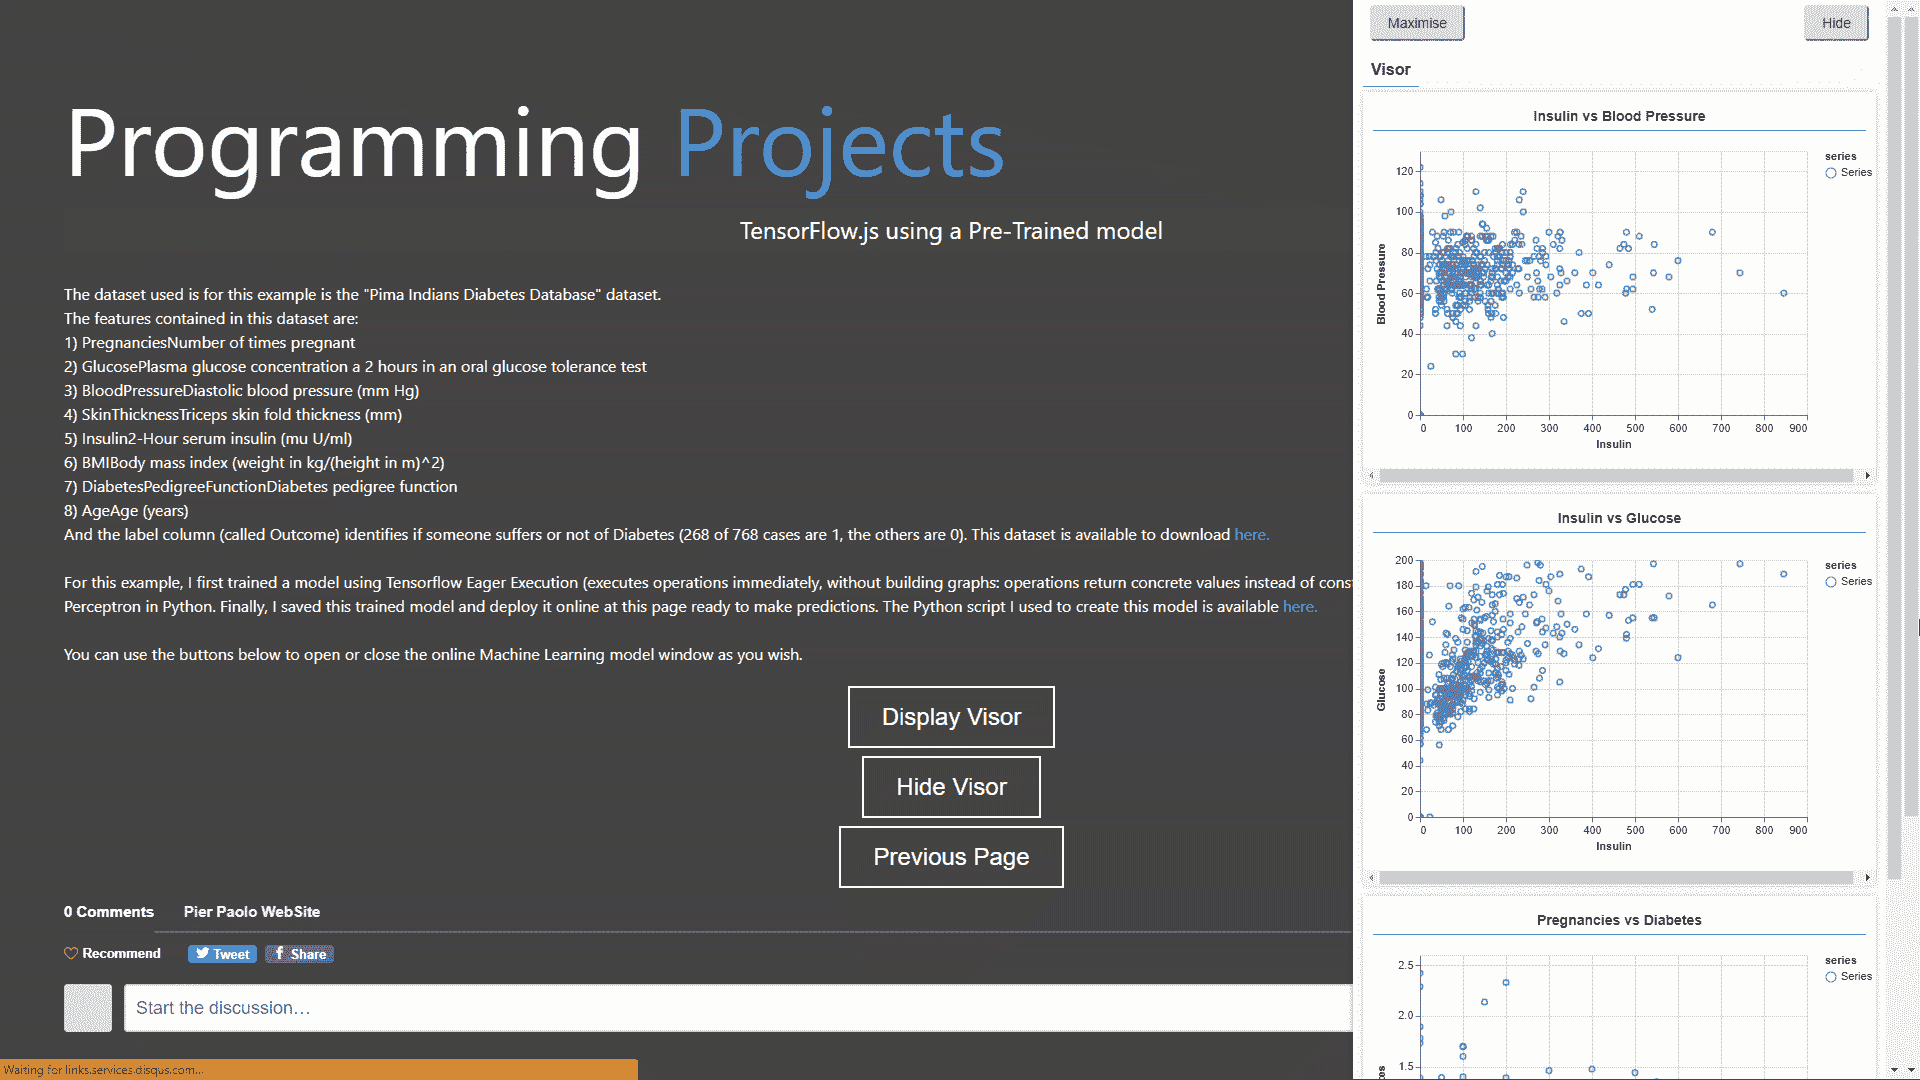 Programming Projects
TensorFlow.js using a Pre-Trained model
The dataset used is for this example is the "Pima Indians Diabetes Database" dataset.
The features contained in this dataset are:
1) PregnanciesNumber of times pregnant
2) GlucosePlasma glucose concentration a 2 hours in an oral glucose tolerance test
3) BloodPressureDiastolic blood pressure (mm Hg)
4) SkinThicknessTriceps skin fold thickness (mm)
5) Insulin2-Hour serum insulin (mu U/ml)
6) BMIBody mass index (weight in kg/(height in m)^2)
7) DiabetesPedigreeFunctionDiabetes pedigree function
8) AgeAge (years)
And the label column (called Outcome) identifies if someone suffers or not of Diabetes (268 of 768 cases are 1, the others are 0). This dataset is available to download here.
For this example, I first trained a model using Tensorflow Eager Execution (executes operations immediately, without building graphs: operations return concrete values instead of
Perceptron in Python. Finally, I saved this trained model and deploy it online at this page ready to make predictions. The Python script I used to create this model is available here.
You can use the buttons below to open or close the online Machine Learning model window as you wish.
Display Visor
Hide Visor
Previous Page
0 Comments Pier Paolo WebSite
Recommend Tweet Share
Start the discussion…
Waiting for links.services.disqus.com...
Maximise Hide
Visor
Insulin vs Blood Pressure
series
Series
120
100
80
60
40
20
0
Blood Pressure
0 100 200 300 400 500 600 700 800 900
Insulin
Insulin vs Glucose
series
Series
200
180
160
140
120
100
80
60
40
20
0
Glucose
0 100 200 300 400 500 600 700 800 900
Insulin
Pregnancies vs Diabetes
series
Series
2.5
2.0
1.5